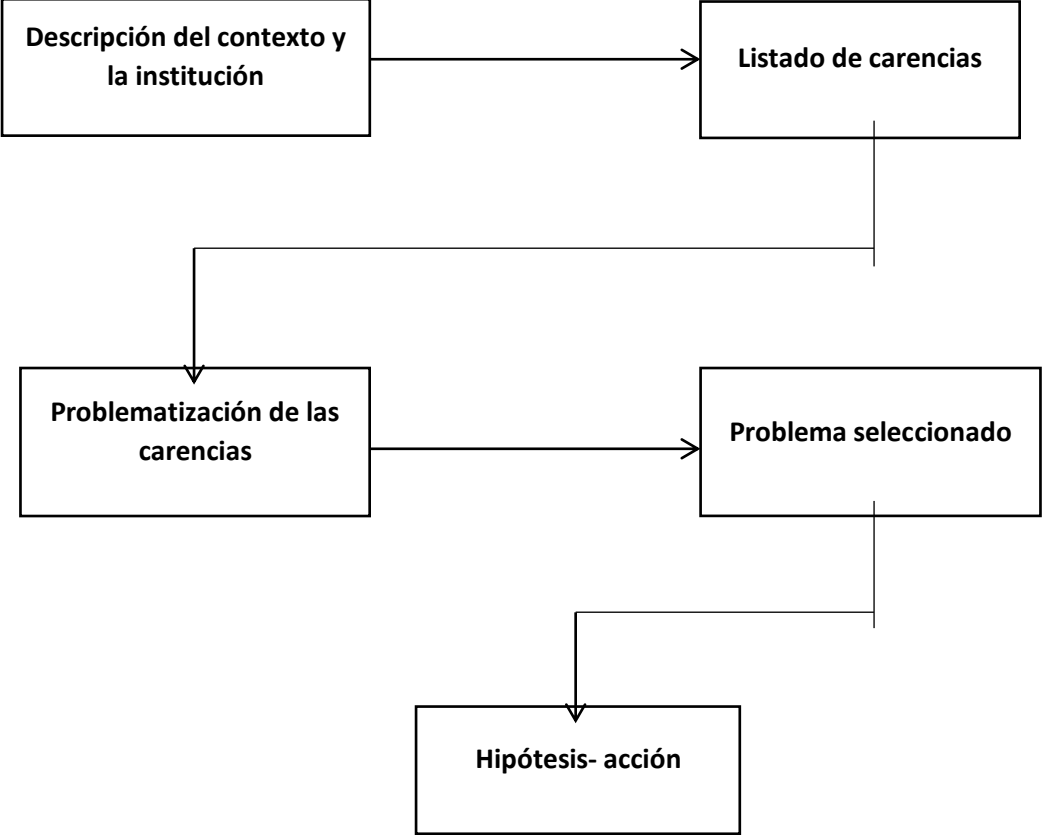 Descripción del contexto y
la institución
Listado de carencias
Problematización de las
carencias
Problema seleccionado
Hipótesis- acción